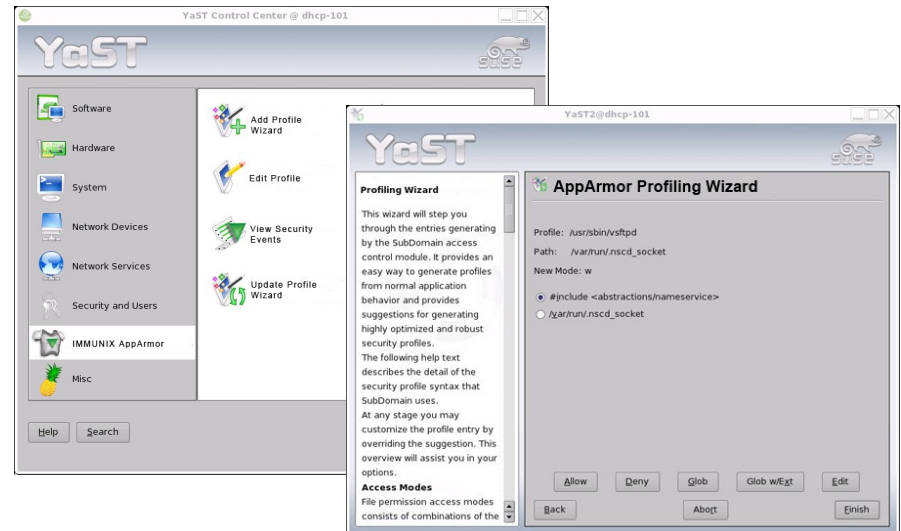 YaST Control Center @ dhcp-101
YaST
SUSE
Software
Hardware
System
Network Devices
Network Services
Security and Users
IMMUNIX AppArmor
Misc
Add Profile
Wizard
Edit Profile
View Security
Events
Update Profile
Wizard
Help
Search
YaST2@dhcp-101
YaST
SUSE
Profiling Wizard
This wizard will step you
through the entries generating
by the SubDomain access
control module. It provides an
easy way to generate profiles
from normal application
behavior and provides
suggestions for generating
highly optimized and robust
security profiles.
The following help text
describes the detail of the
security profile syntax that
SubDomain uses.
At any stage you may
customize the profile entry by
overriding the suggestion. This
overview will assist you in your
options.
Access Modes
File permission access modes
consists of combinations of the
AppArmor Profiling Wizard
Profile: /usr/sbin/vsftpd
Path: /var/run/.nscd_socket
New Mode: w
#include <abstractions/nameservice>
/var/run/.nscd_socket
Allow
Deny
Glob
Glob w/Ext
Edit
Back
Abort
Finish